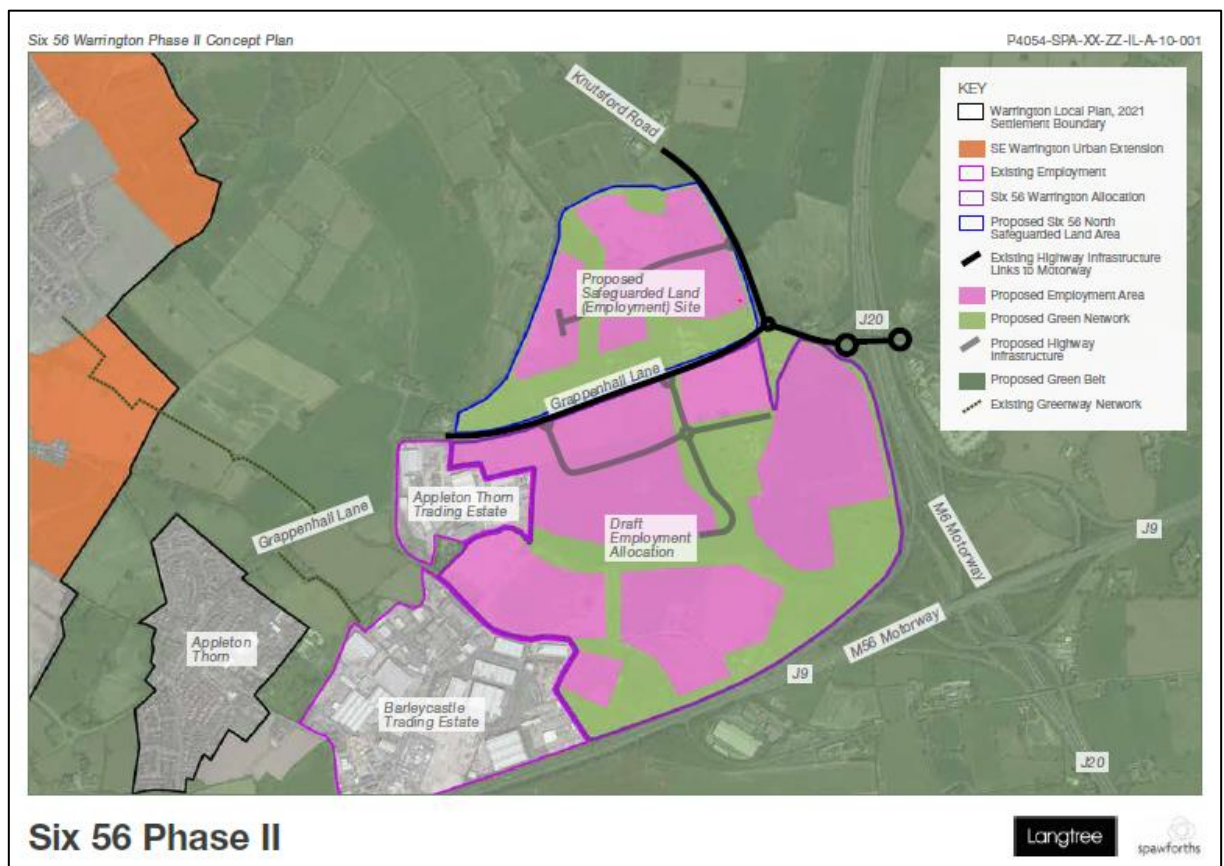 Six 56 Warrington Phase II Concept Plan
P4054-SPA-XX-ZZ-IL-A-10-001
KEY
Warrington Local Plan, 2021
Settlement Boundary
SE Warrington Urban Extension
Existing Employment
Six 56 Warrington Allocation
Proposed Six 56 North
Safeguarded Land Area
Existing Highway Infrastructure
Links to Motorway
Proposed Employment Area
Proposed Green Network
Proposed Highway
Infrastructure
Proposed Green Belt
Existing Greenway Network
Knutsford Road
Proposed
Safeguarded Land
(Employment) Site
J20
Grappenhall Lane
Appleton Thorn
Trading Estate
Grappenhall Lane
Draft
Employment
Allocation
M6 Motorway
J9
M56 Motorway
Appleton
Thorn
J9
Barleycastle
Trading Estate
J20
Six 56 Phase II
Langtree
spawforths